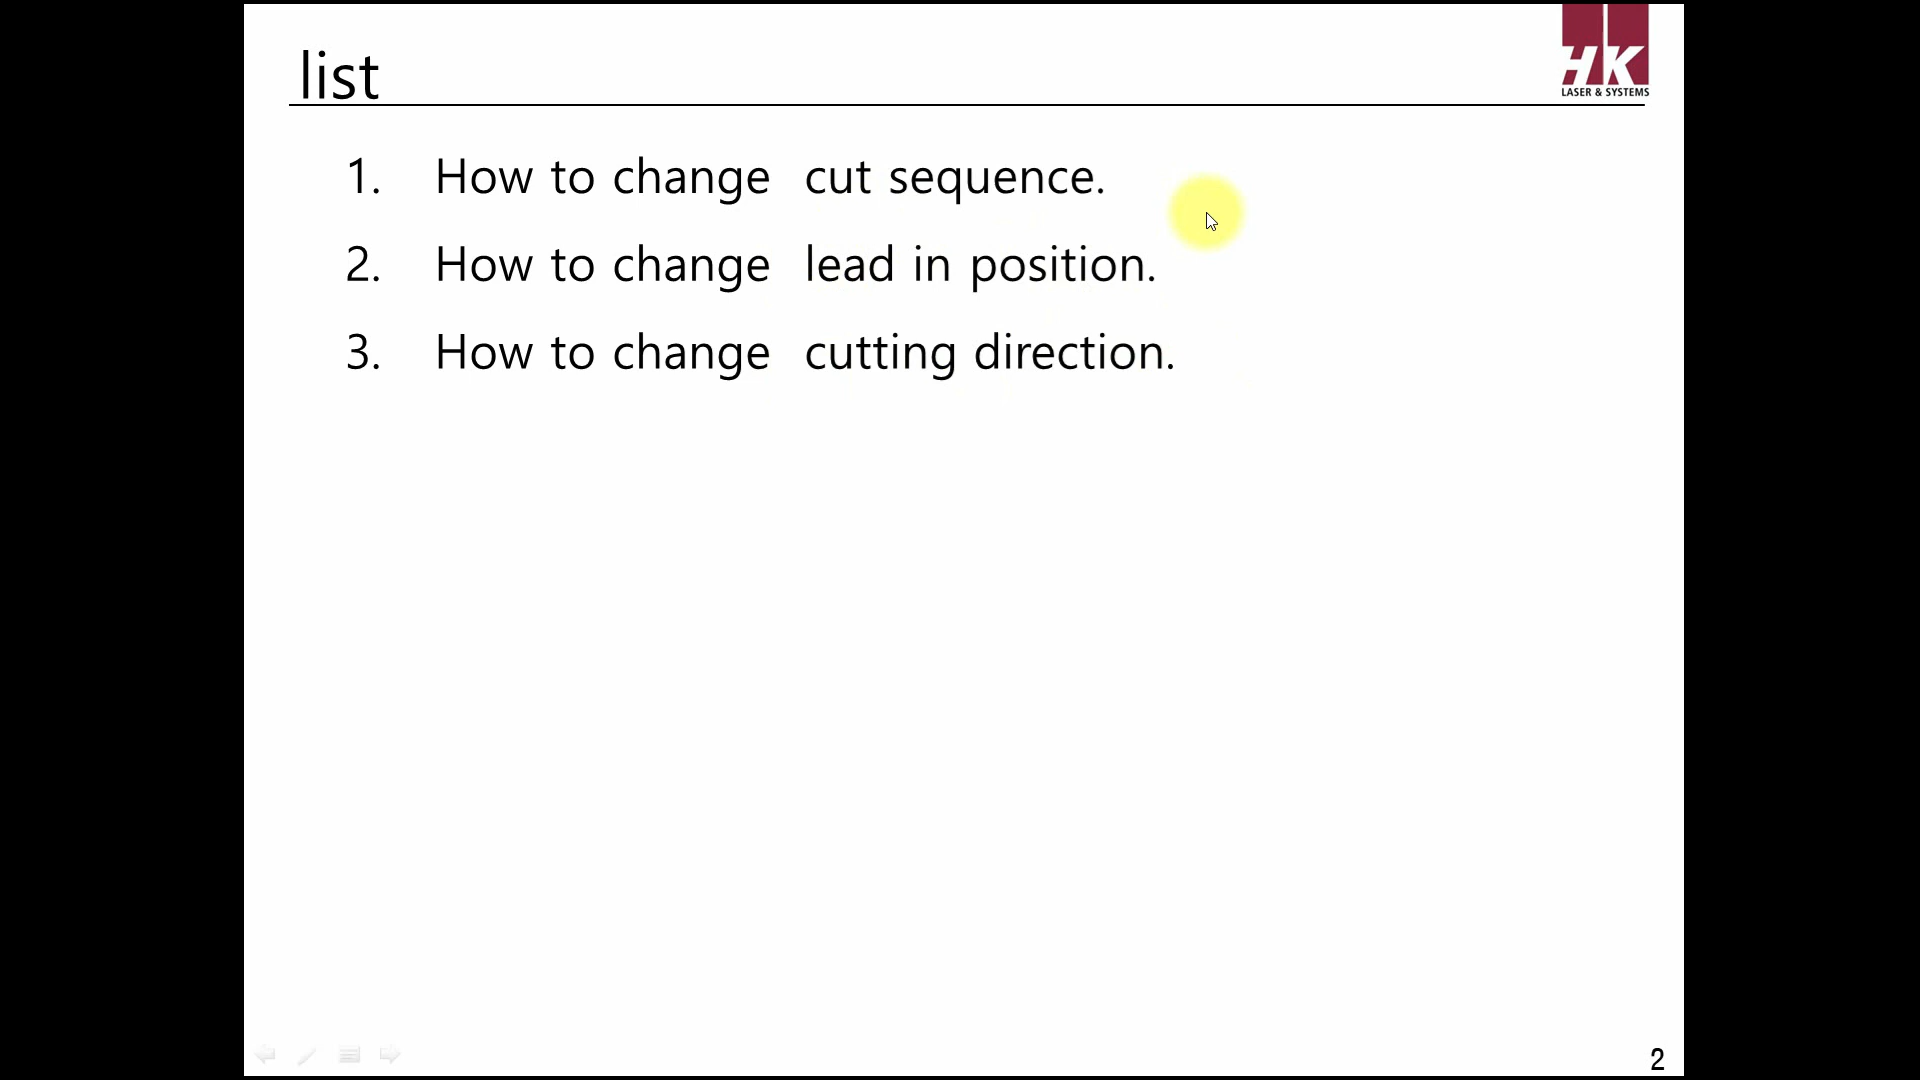 list
HK
LASER & SYSTEMS
1. How to change cut sequence.
2. How to change lead in position.
3. How to change cutting direction.
2